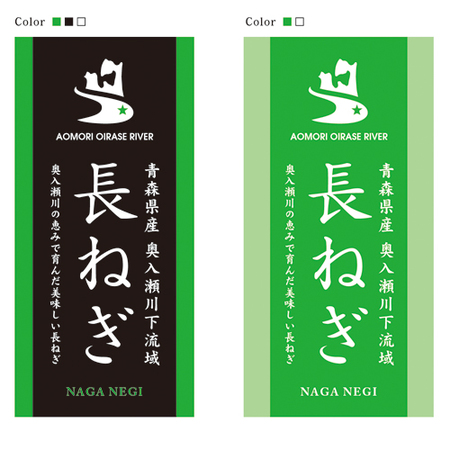 Color
AOMORI OIRASE RIVER
青森県産 奥入瀬川下流域
長ねぎ
奥入瀬川の恵みで育んだ美味しい長ねぎ
NAGA NEGI
Color
AOMORI OIRASE RIVER
青森県産 奥入瀬川下流域
長ねぎ
奥入瀬川の恵みで育んだ美味しい長ねぎ
NAGA NEGI